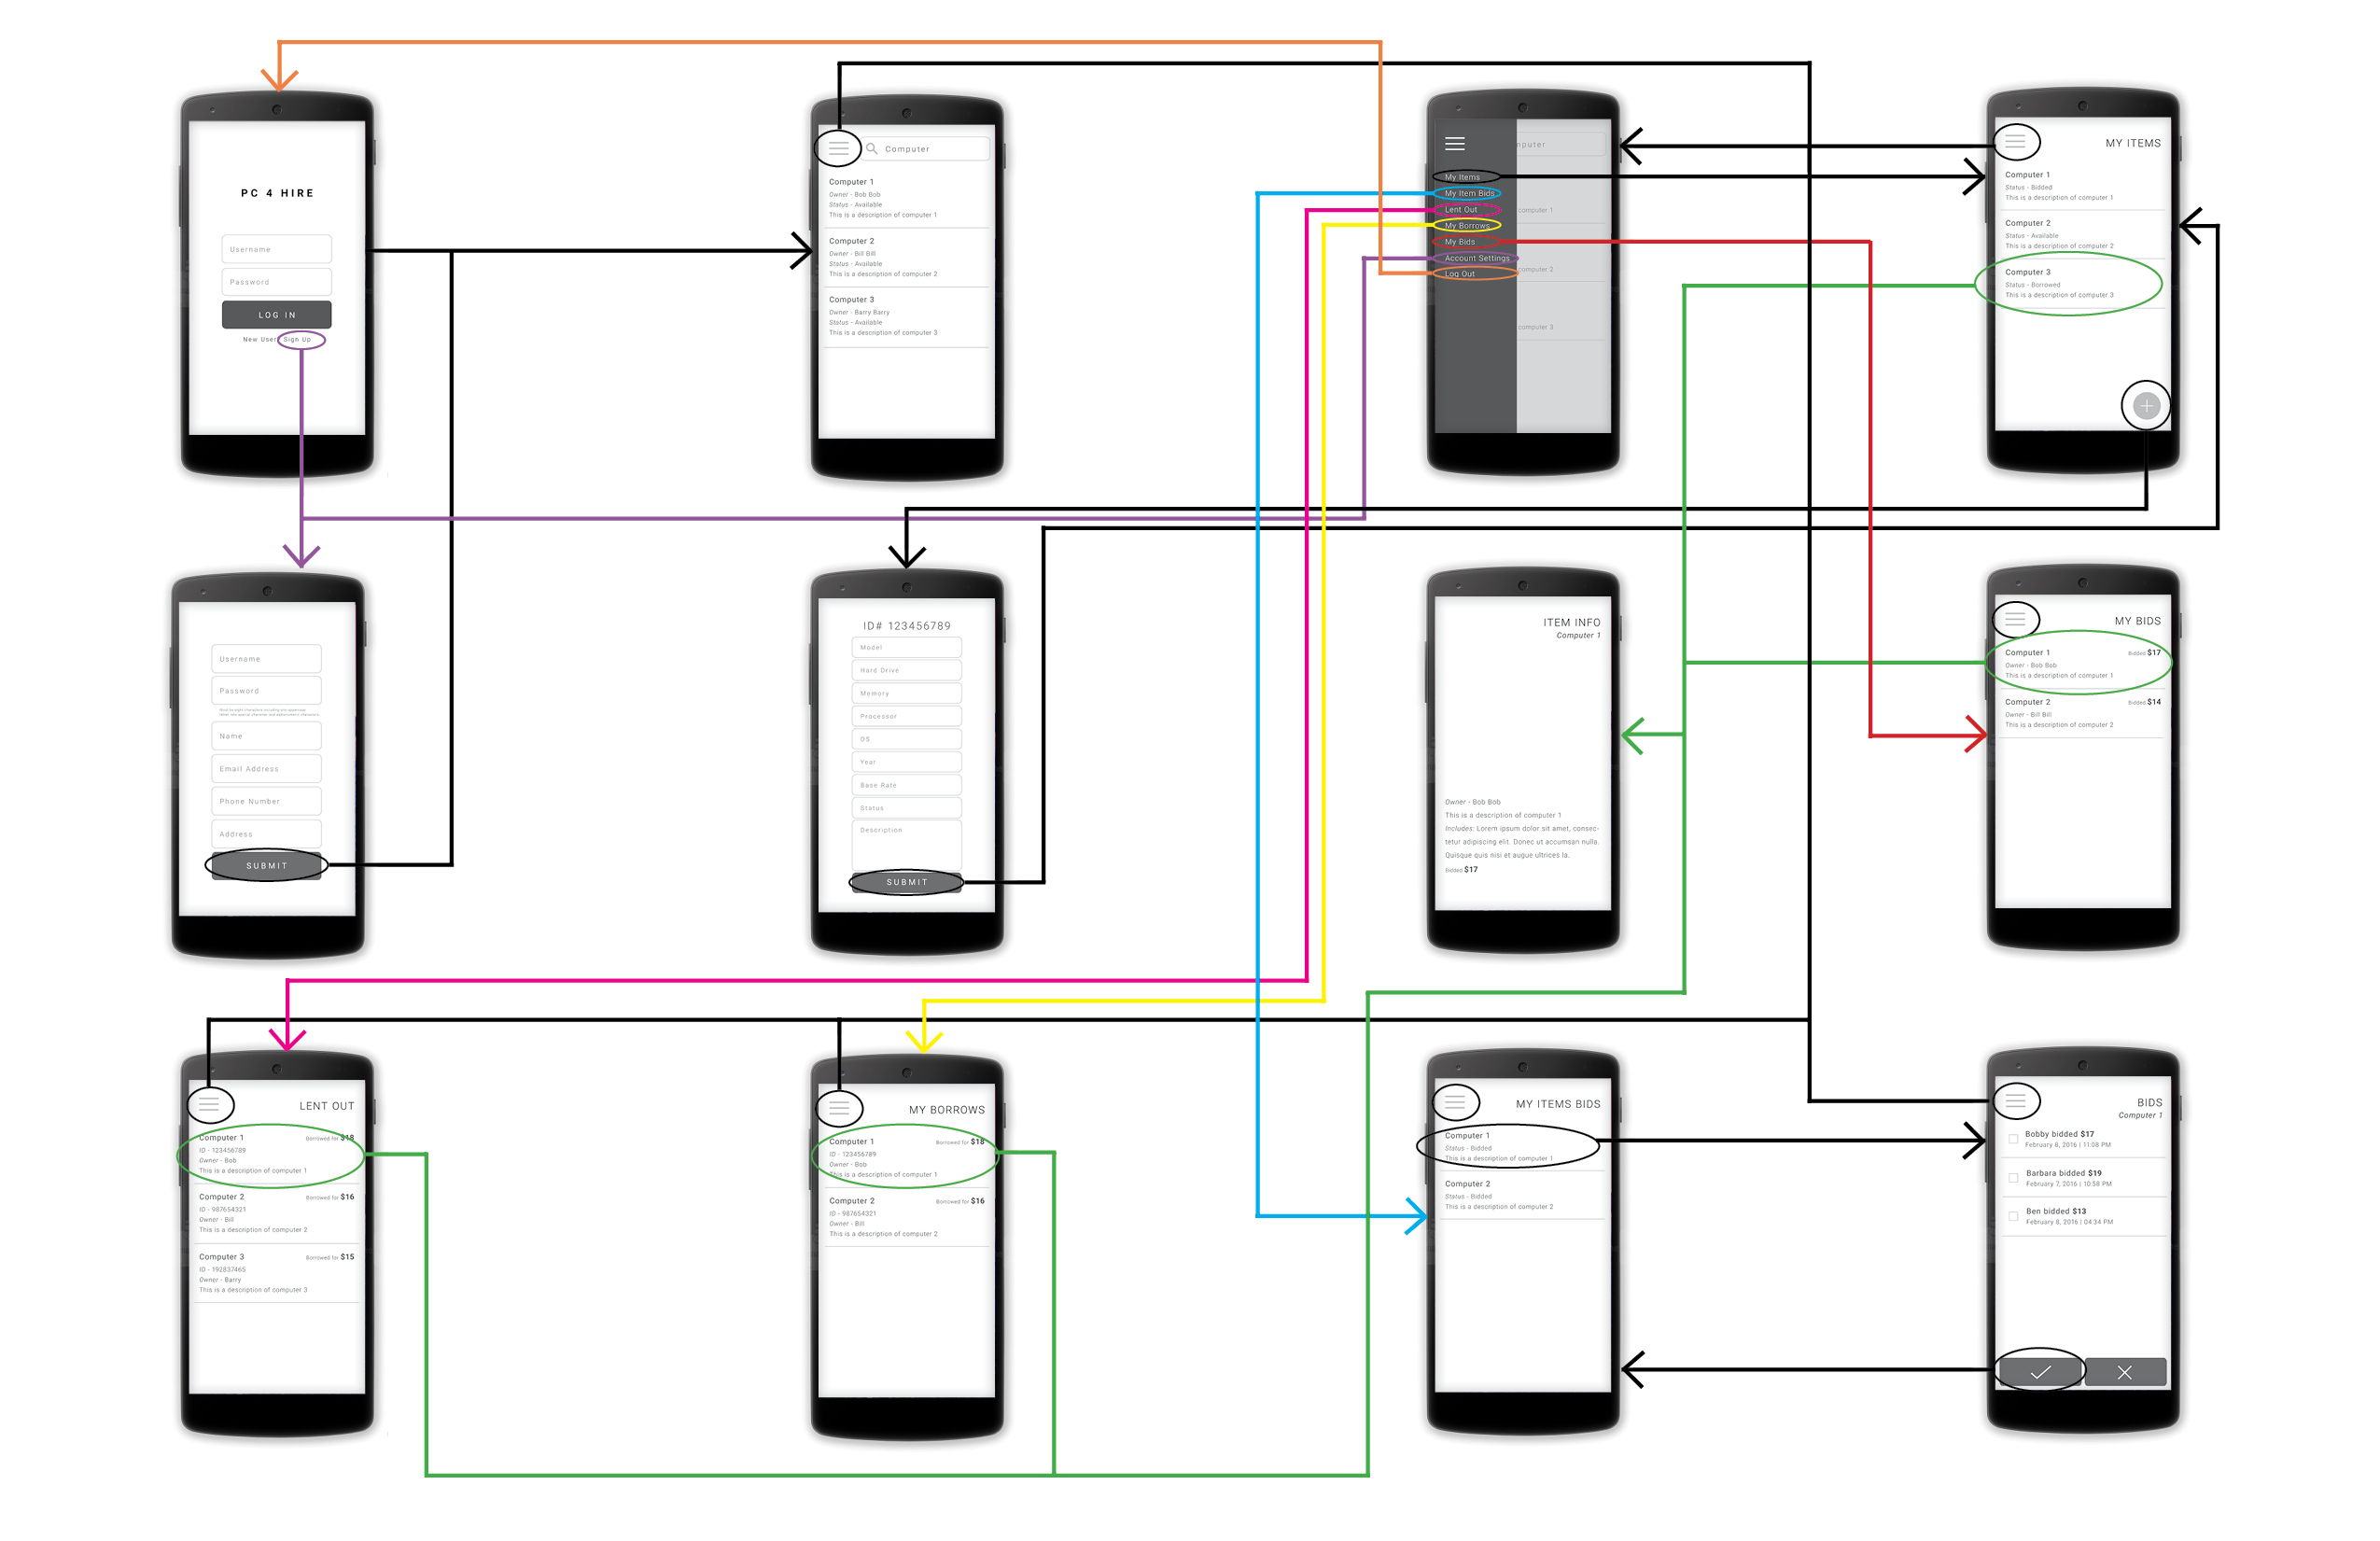 PC 4 HIRE
Username
Password
LOG IN
New User? Sign Up
Computer
Computer 1
Owner - Bob Bob
Status - Available
This is a description of computer 1
Computer 2
Owner - Bill Bill
Status - Available
This is a description of computer 2
Computer 3
Owner - Barry Barry
Status - Available
This is a description of computer 3
mputer
My Items
My Item Bids
Lent Out
computer 1
My Borrows
My Bids
Account Settings
computer 2
Log Out
computer 3
MY ITEMS
Computer 1
Status - Bidded
This is a description of computer 1
Computer 2
Status - Available
This is a description of computer 2
Computer 3
Status - Borrowed
This is a description of computer 3
Username
Password
Name
Email Address
Phone Number
Address
SUBMIT
ID# 123456789
Model
Hard Drive
Memory
Processor
OS
Year
Base Rate
Status
Description
SUBMIT
ITEM INFO
Computer 1
Owner - Bob Bob
This is a description of computer 1
Includes: Lorem ipsum dolor sit amet, consec-
tetur adipiscing elit. Donec ut accumsan nulla.
Quisque quis nisi et augue ultrices la.
Bidded $17
MY BIDS
Computer 1 Bidded $17
Owner - Bob Bob
This is a description of computer 1
Computer 2 Bidded $14
Owner - Bill Bill
This is a description of computer 2
LENT OUT
Computer 1 Borrowed for $18
ID - 123456789
Owner - Bob
This is a description of computer 1
Computer 2 Borrowed for $16
ID - 987654321
Owner - Bill
This is a description of computer 2
Computer 3 Borrowed for $15
ID - 192837465
Owner - Barry
This is a description of computer 3
MY BORROWS
Computer 1 Borrowed for $18
ID - 123456789
Owner - Bob
This is a description of computer 1
Computer 2 Borrowed for $16
ID - 987654321
Owner - Bill
This is a description of computer 2
MY ITEMS BIDS
Computer 1
Status - Bidded
This is a description of computer 1
Computer 2
Status - Bidded
This is a description of computer 2
BIDS
Computer 1
Bobby bidded $17
February 8, 2016 | 11:08 PM
Barbara bidded $19
February 7, 2016 | 10:58 PM
Ben bidded $13
February 8, 2016 | 04:34 PM